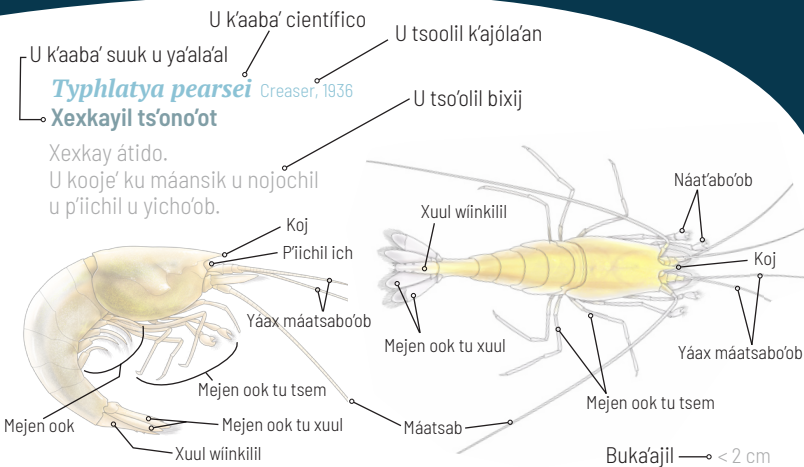 U k'aaba' científico
U k'aaba' suuk u ya'ala'al
U tsoolil k'ajóla'an
Typhlatya pearsei Creaser, 1936
Xexkayil ts'ono'ot
U tso'olil bixij
Xexkay átido.
U kooje' ku máansik u nojochil
u p'iichil u yicho'ob.
Koj
P'iichil ich
Yáax máatsabo'ob
Mejen ook tu tsem
Mejen ook
Mejen ook tu xuul
Xuul wíinkilil
Máatsab
Xuul wíinkilil
Mejen ook tu xuul
Náat'abo'ob
Koj
Yáax máatsabo'ob
Mejen ook tu tsem
Buka'ajil < 2 cm